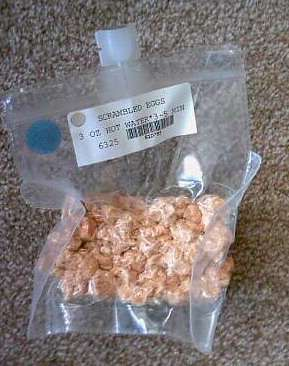 SCRAMBLED EGGS
3 OZ HOT WATER*3-5 MIN
6325